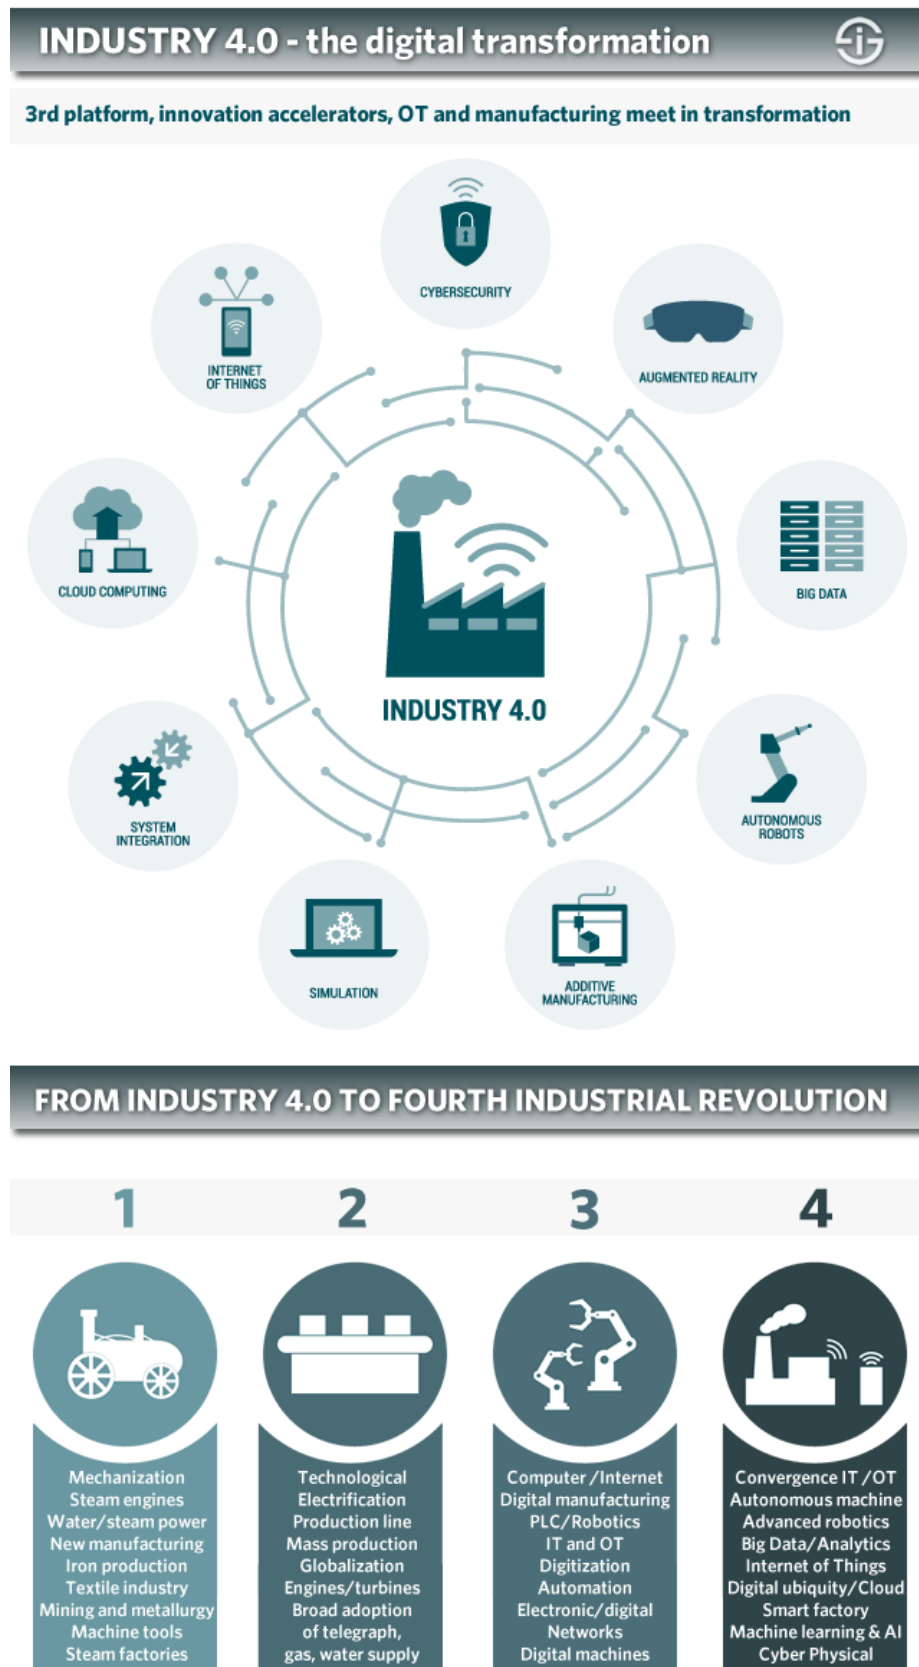 INDUSTRY 4.0 - the digital transformation
3rd platform, innovation accelerators, OT and manufacturing meet in transformation
CYBERSECURITY
INTERNET
OF THINGS
AUGMENTED REALITY
CLOUD COMPUTING
BIG DATA
INDUSTRY 4.0
SYSTEM
INTEGRATION
AUTONOMOUS
ROBOTS
SIMULATION
ADDITIVE
MANUFACTURING
FROM INDUSTRY 4.0 TO FOURTH INDUSTRIAL REVOLUTION
1
Mechanization
Steam engines
Water/steam power
New manufacturing
Iron production
Textile industry
Mining and metallurgy
Machine tools
Steam factories
2
Technological
Electrification
Production line
Mass production
Globalization
Engines/turbines
Broad adoption
of telegraph,
gas, water supply
3
Computer/Internet
Digital manufacturing
PLC/Robotics
IT and OT
Digitization
Automation
Electronic/digital
Networks
Digital machines
4
Convergence IT/OT
Autonomous machine
Advanced robotics
Big Data/Analytics
Internet of Things
Digital ubiquity/Cloud
Smart factory
Machine learning & AI
Cyber Physical